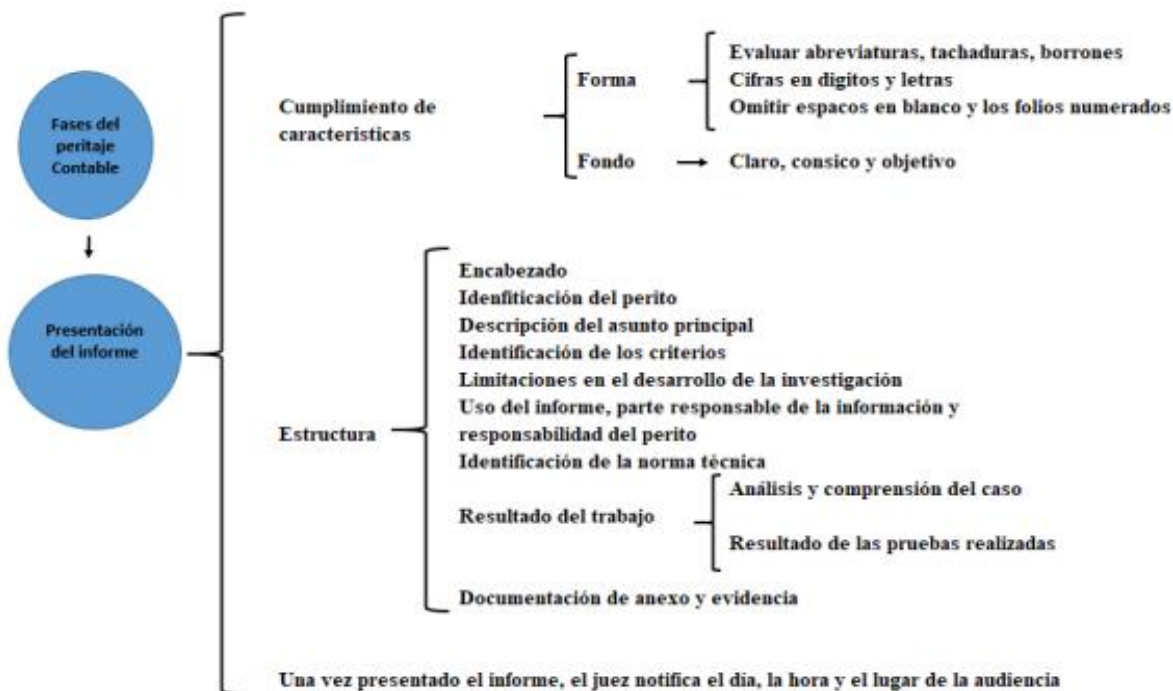 Fases del
peritaje
Contable
Presentación
del informe
Cumplimiento de
características
Forma
Evaluar abreviaturas, tachaduras, borrones
Cifras en dígitos y letras
Omitir espacos en blanco y los folios numerados
Fondo
Claro, consico y objetivo
Estructura
Encabezado
Idenfiticación del perito
Descripción del asunto principal
Identificación de los criterios
Limitaciones en el desarrollo de la investigación
Uso del informe, parte responsable de la información y
responsabilidad del perito
Identificación de la norma técnica
Resultado del trabajo
Análisis y comprensión del caso
Resultado de las pruebas realizadas
Documentación de anexo y evidencia
Una vez presentado el informe, el juez notifica el día, la hora y el lugar de la audiencia